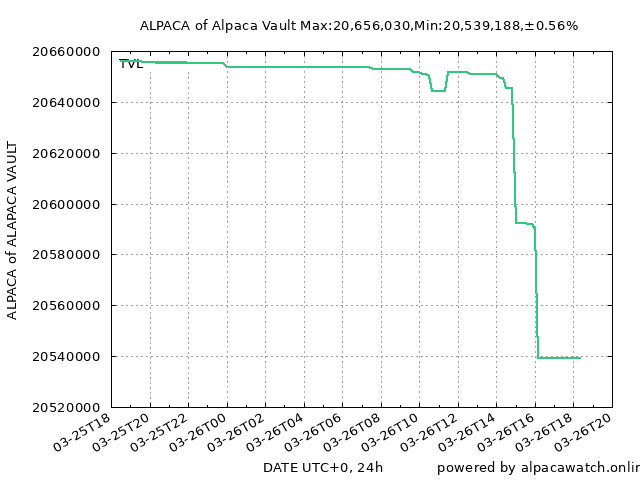 ALPACA of Alpaca Vault Max:20,656,030,Min:20,539,188,±0.56%
TVL
20660000
20640000
20620000
20600000
20580000
20560000
20540000
20520000
ALPACA of ALAPACA VAULT
03-25T18
03-25T20
03-25T22
03-26T00
03-26T02
03-26T04
03-26T06
03-26T08
03-26T10
03-26T12
03-26T14
03-26T16
03-26T18
03-26T20
DATE UTC+0, 24h
powered by alpacawatch.onlin